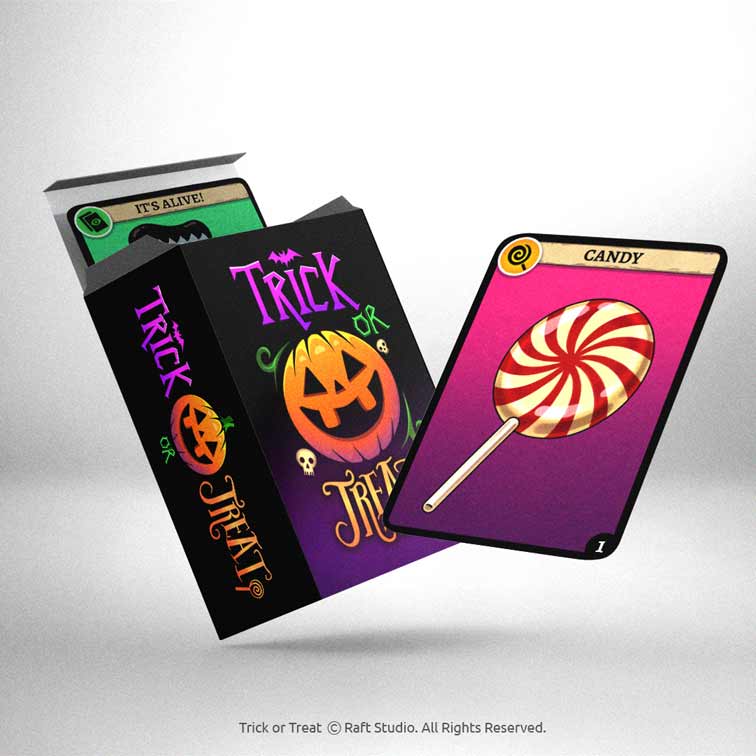 IT'S ALIVE!
TRICK
OR
TREAT
TRICK
OR
TREAT
CANDY
1
Trick or Treat © Raft Studio. All Rights Reserved.